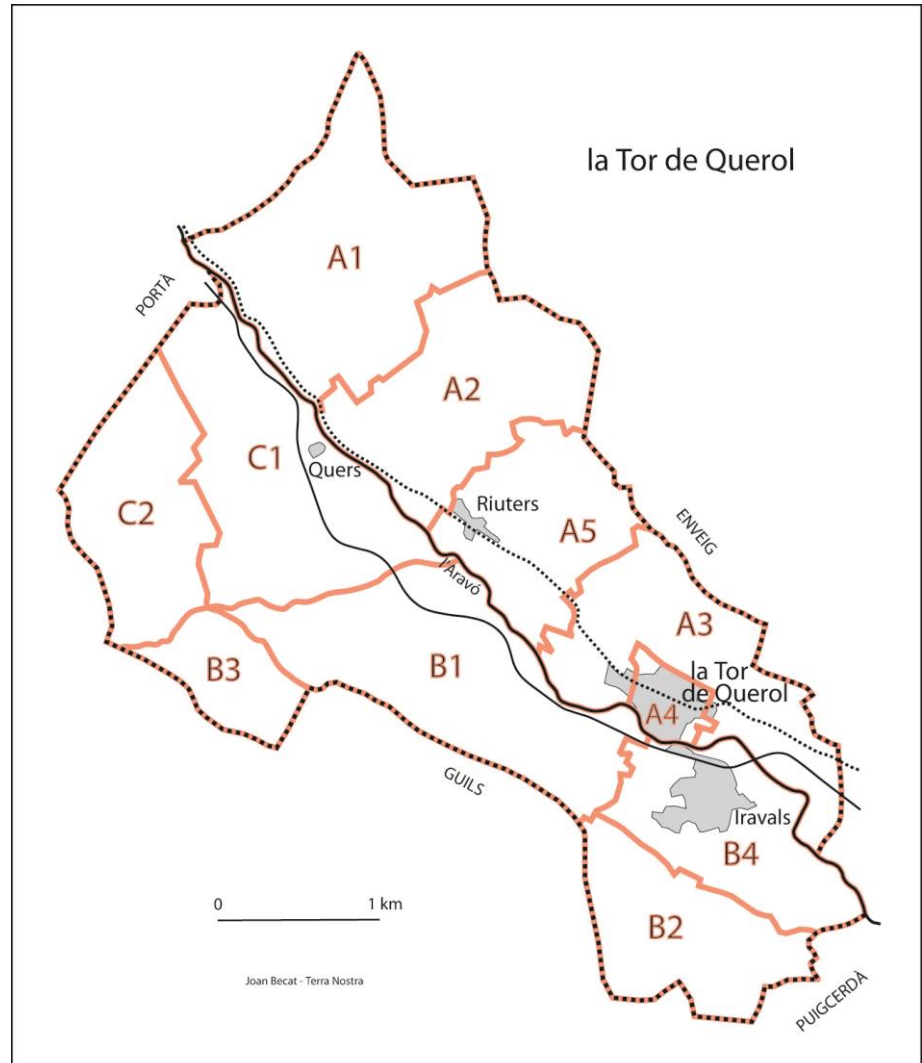 la Tor de Querol
A1
PORTÀ
A2
C1
Quers
C2
Riuters
A5
ENVEIG
l'Aravó
A3
B1
B3
la Tor
de Querol
A4
GUILS
Iravals
B4
0 1 km
B2
Joan Becat - Terra Nostra
PUIGCERDÀ